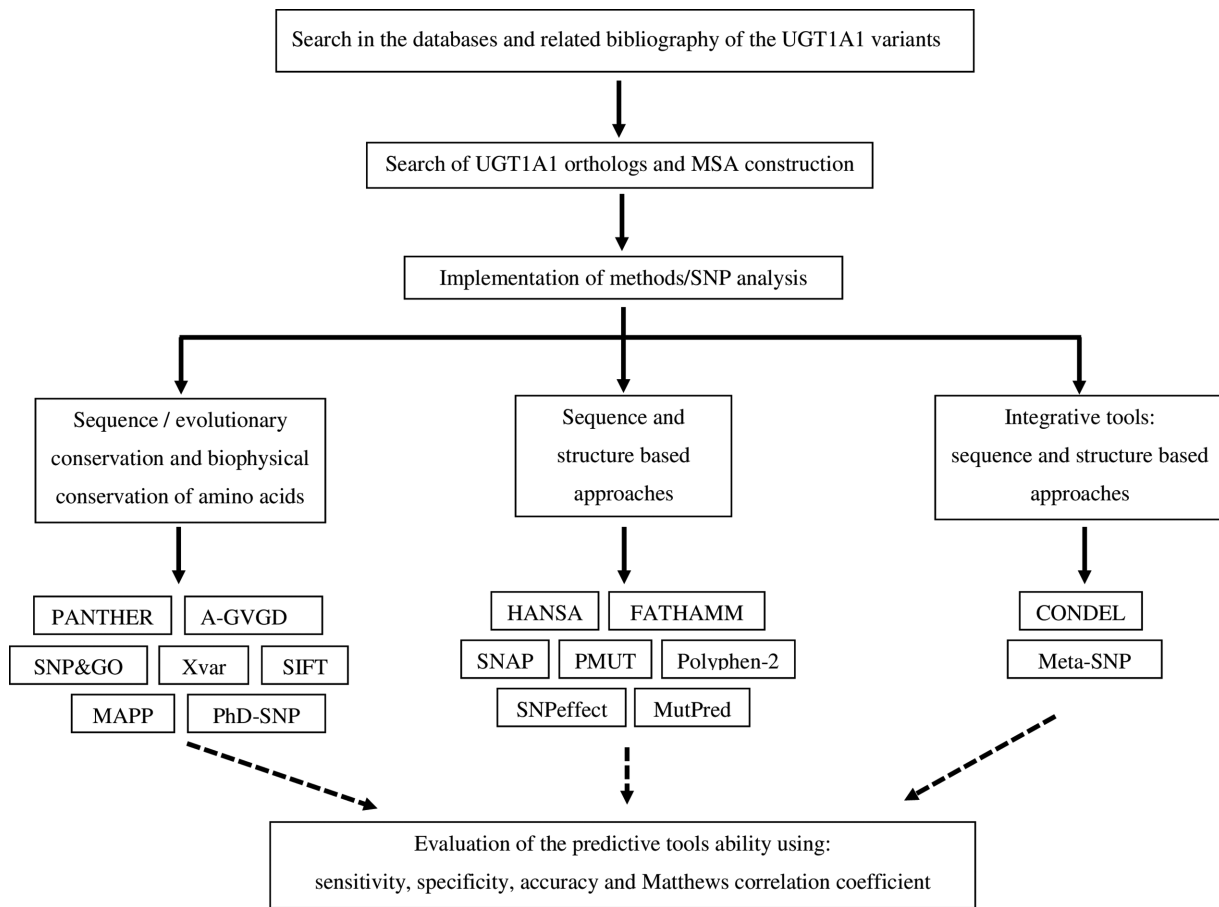 Search in the databases and related bibliography of the UGT1A1 variants
Search of UGT1A1 orthologs and MSA construction
Implementation of methods/SNP analysis
Sequence / evolutionary
conservation and biophysical
conservation of amino acids
Sequence and
structure based
approaches
Integrative tools:
sequence and structure based
approaches
PANTHER
A-GVGD
SNP&GO
Xvar
SIFT
MAPP
PhD-SNP
HANSA
FATHAMM
SNAP
PMUT
Polyphen-2
SNPeffect
MutPred
CONDEL
Meta-SNP
Evaluation of the predictive tools ability using:
sensitivity, specificity, accuracy and Matthews correlation coefficient